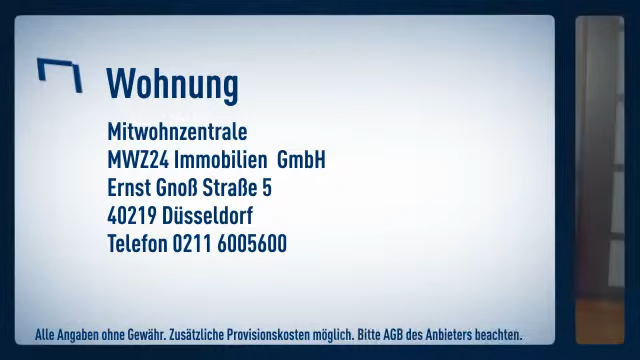 Wohnung
Mitwohnzentrale
MWZ24 Immobilien GmbH
Ernst Gnoß Straße 5
40219 Düsseldorf
Telefon 0211 6005600
Alle Angaben ohne Gewähr. Zusätzliche Provisionskosten möglich. Bitte AGB des Anbieters beachten.